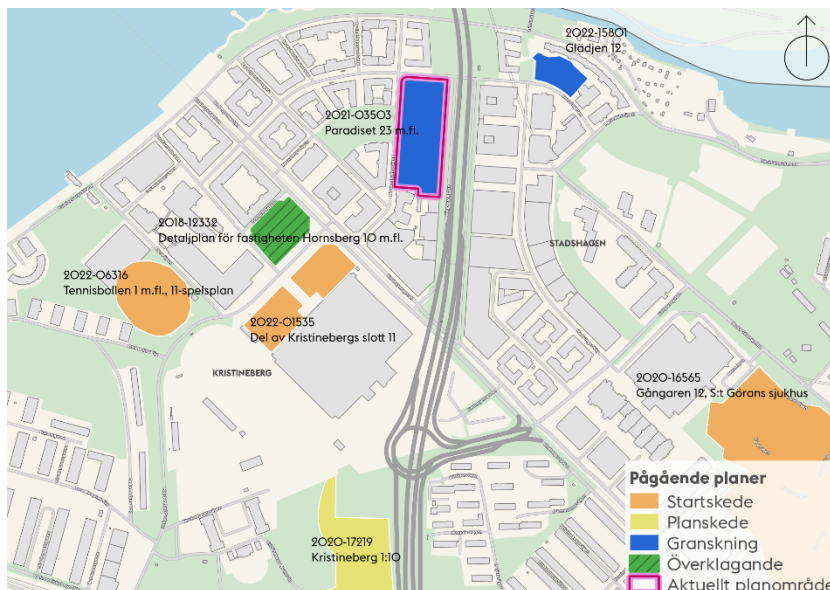 2022-15801
Glädjen 12
2021-03503
Paradiset 23 m.fl.
2018-12332
Detaljplan för fastigheten Hornsberg 10 m.fl.
STADSHAGEN
2022-06316
Tennisbollen 1 m.fl., 11-spelsplan
2022-01535
Del av Kristinebergs slott 11
KRISTINEBERG
2020-16565
Gångaren 12, S:t Görans sjukhus
2020-17219
Kristineberg 1:10
Pågående planer
Startskede
Planskede
Granskning
Överklagande
Aktuellt planområde